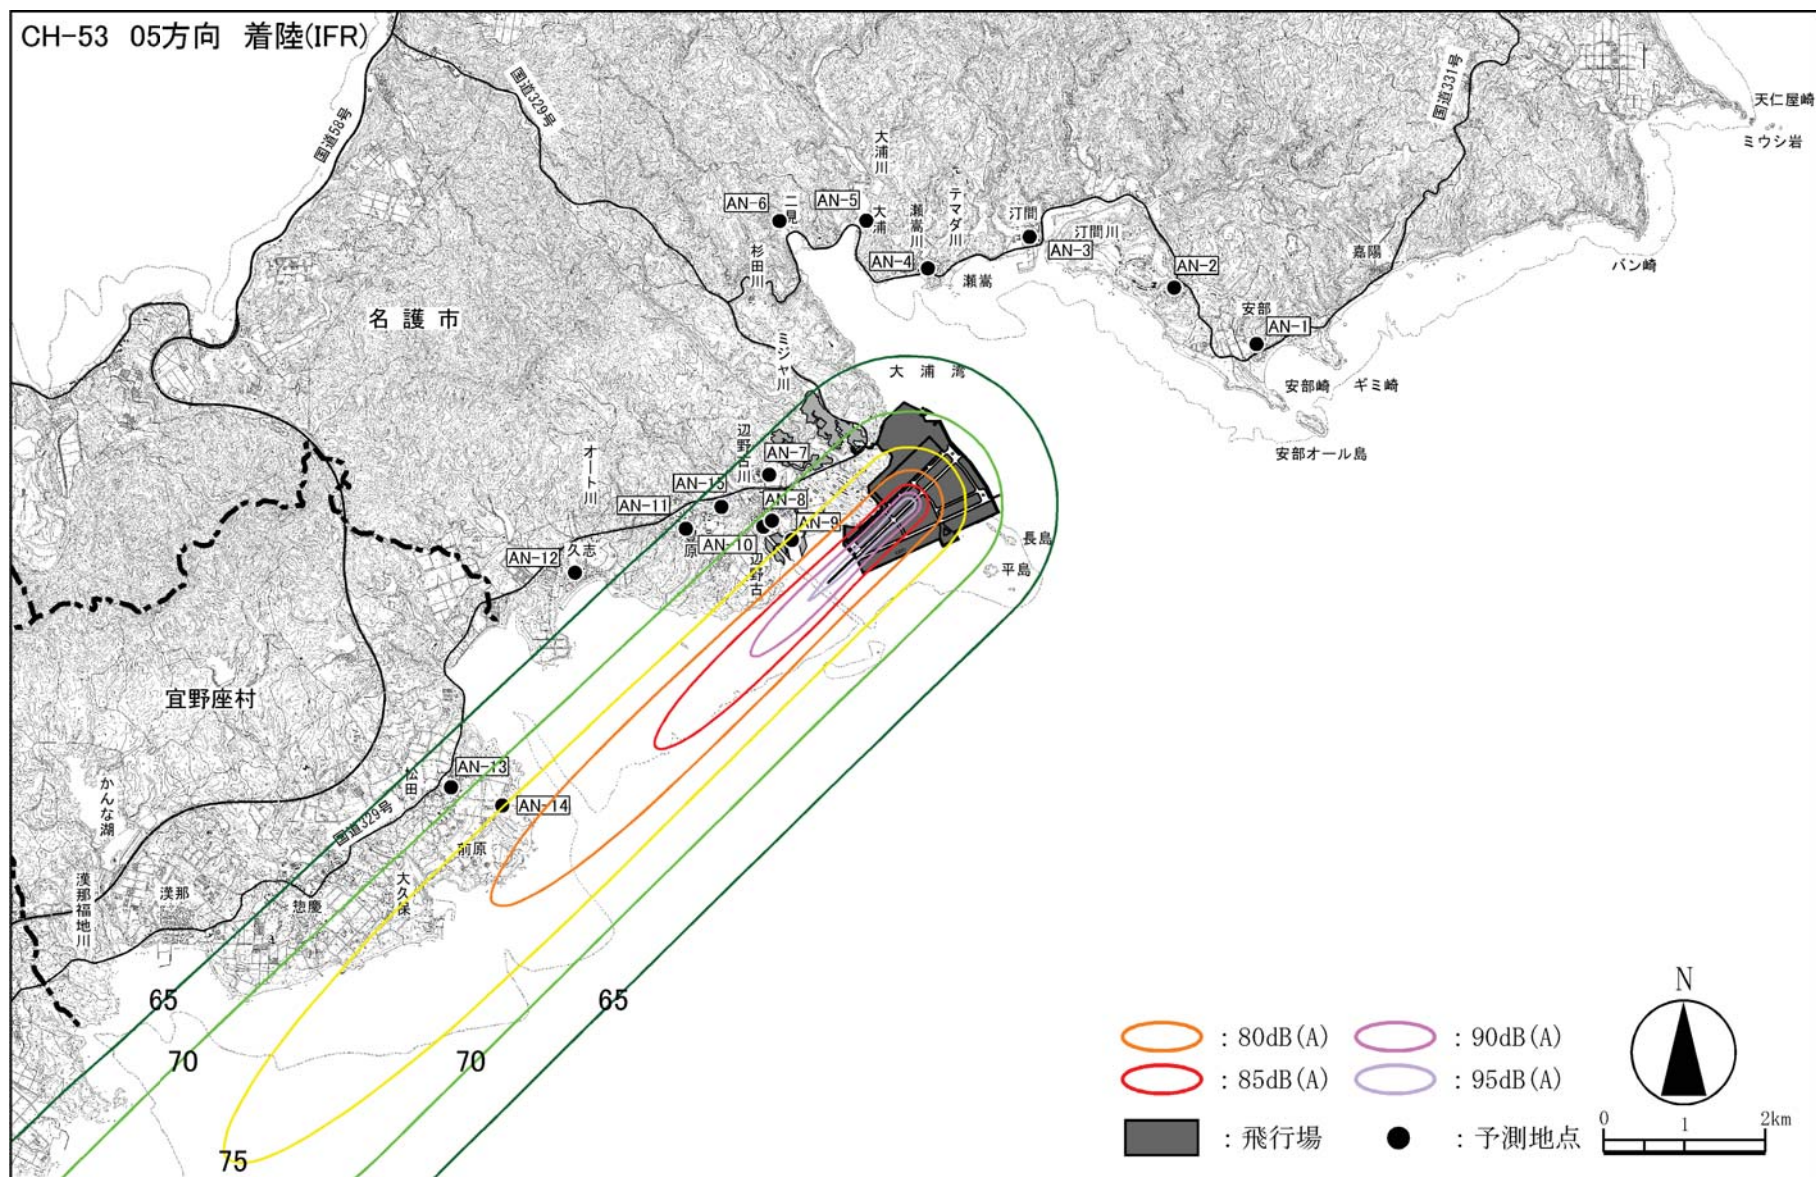 CH-53 05方向 着陸(IFR)
国道58号
国道329号
国道331号
天仁屋崎
ミウシ岩
バン崎
嘉陽
大浦川
AN-6
二見
AN-5
大浦
瀬嵩川
テマダ川
汀間
汀間川
AN-3
AN-4
瀬嵩
AN-2
安部
AN-1
杉田川
名護市
ミジャ川
大浦湾
安部崎
ギミ崎
安部オール島
辺野古川
AN-7
オート川
AN-15
AN-11
AN-8
AN-9
原
AN-10
辺野古
AN-12
久志
長島
平島
宜野座村
AN-13
松田
AN-14
国道329号
かんな湖
前原
大久保
漢那福地川
漢那
惣慶
65
65
70
70
75
:80dB(A)
:90dB(A)
:85dB(A)
:95dB(A)
:飛行場
:予測地点
N
0 1 2km